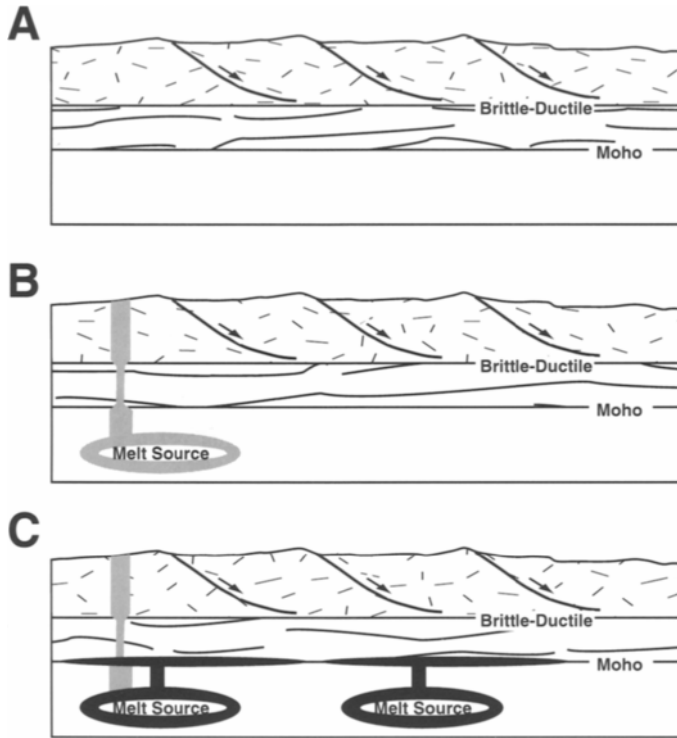 A
Brittle-Ductile
Moho
B
Brittle-Ductile
Moho
Melt Source
C
Brittle-Ductile
Moho
Melt Source
Melt Source